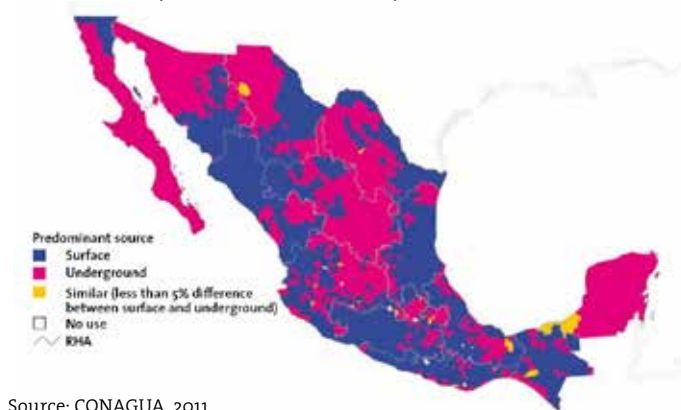 Predominant source
Surface
Underground
Similar (less than 5% difference
between surface and underground)
No use
RHA
Source: CONAGUA, 2011